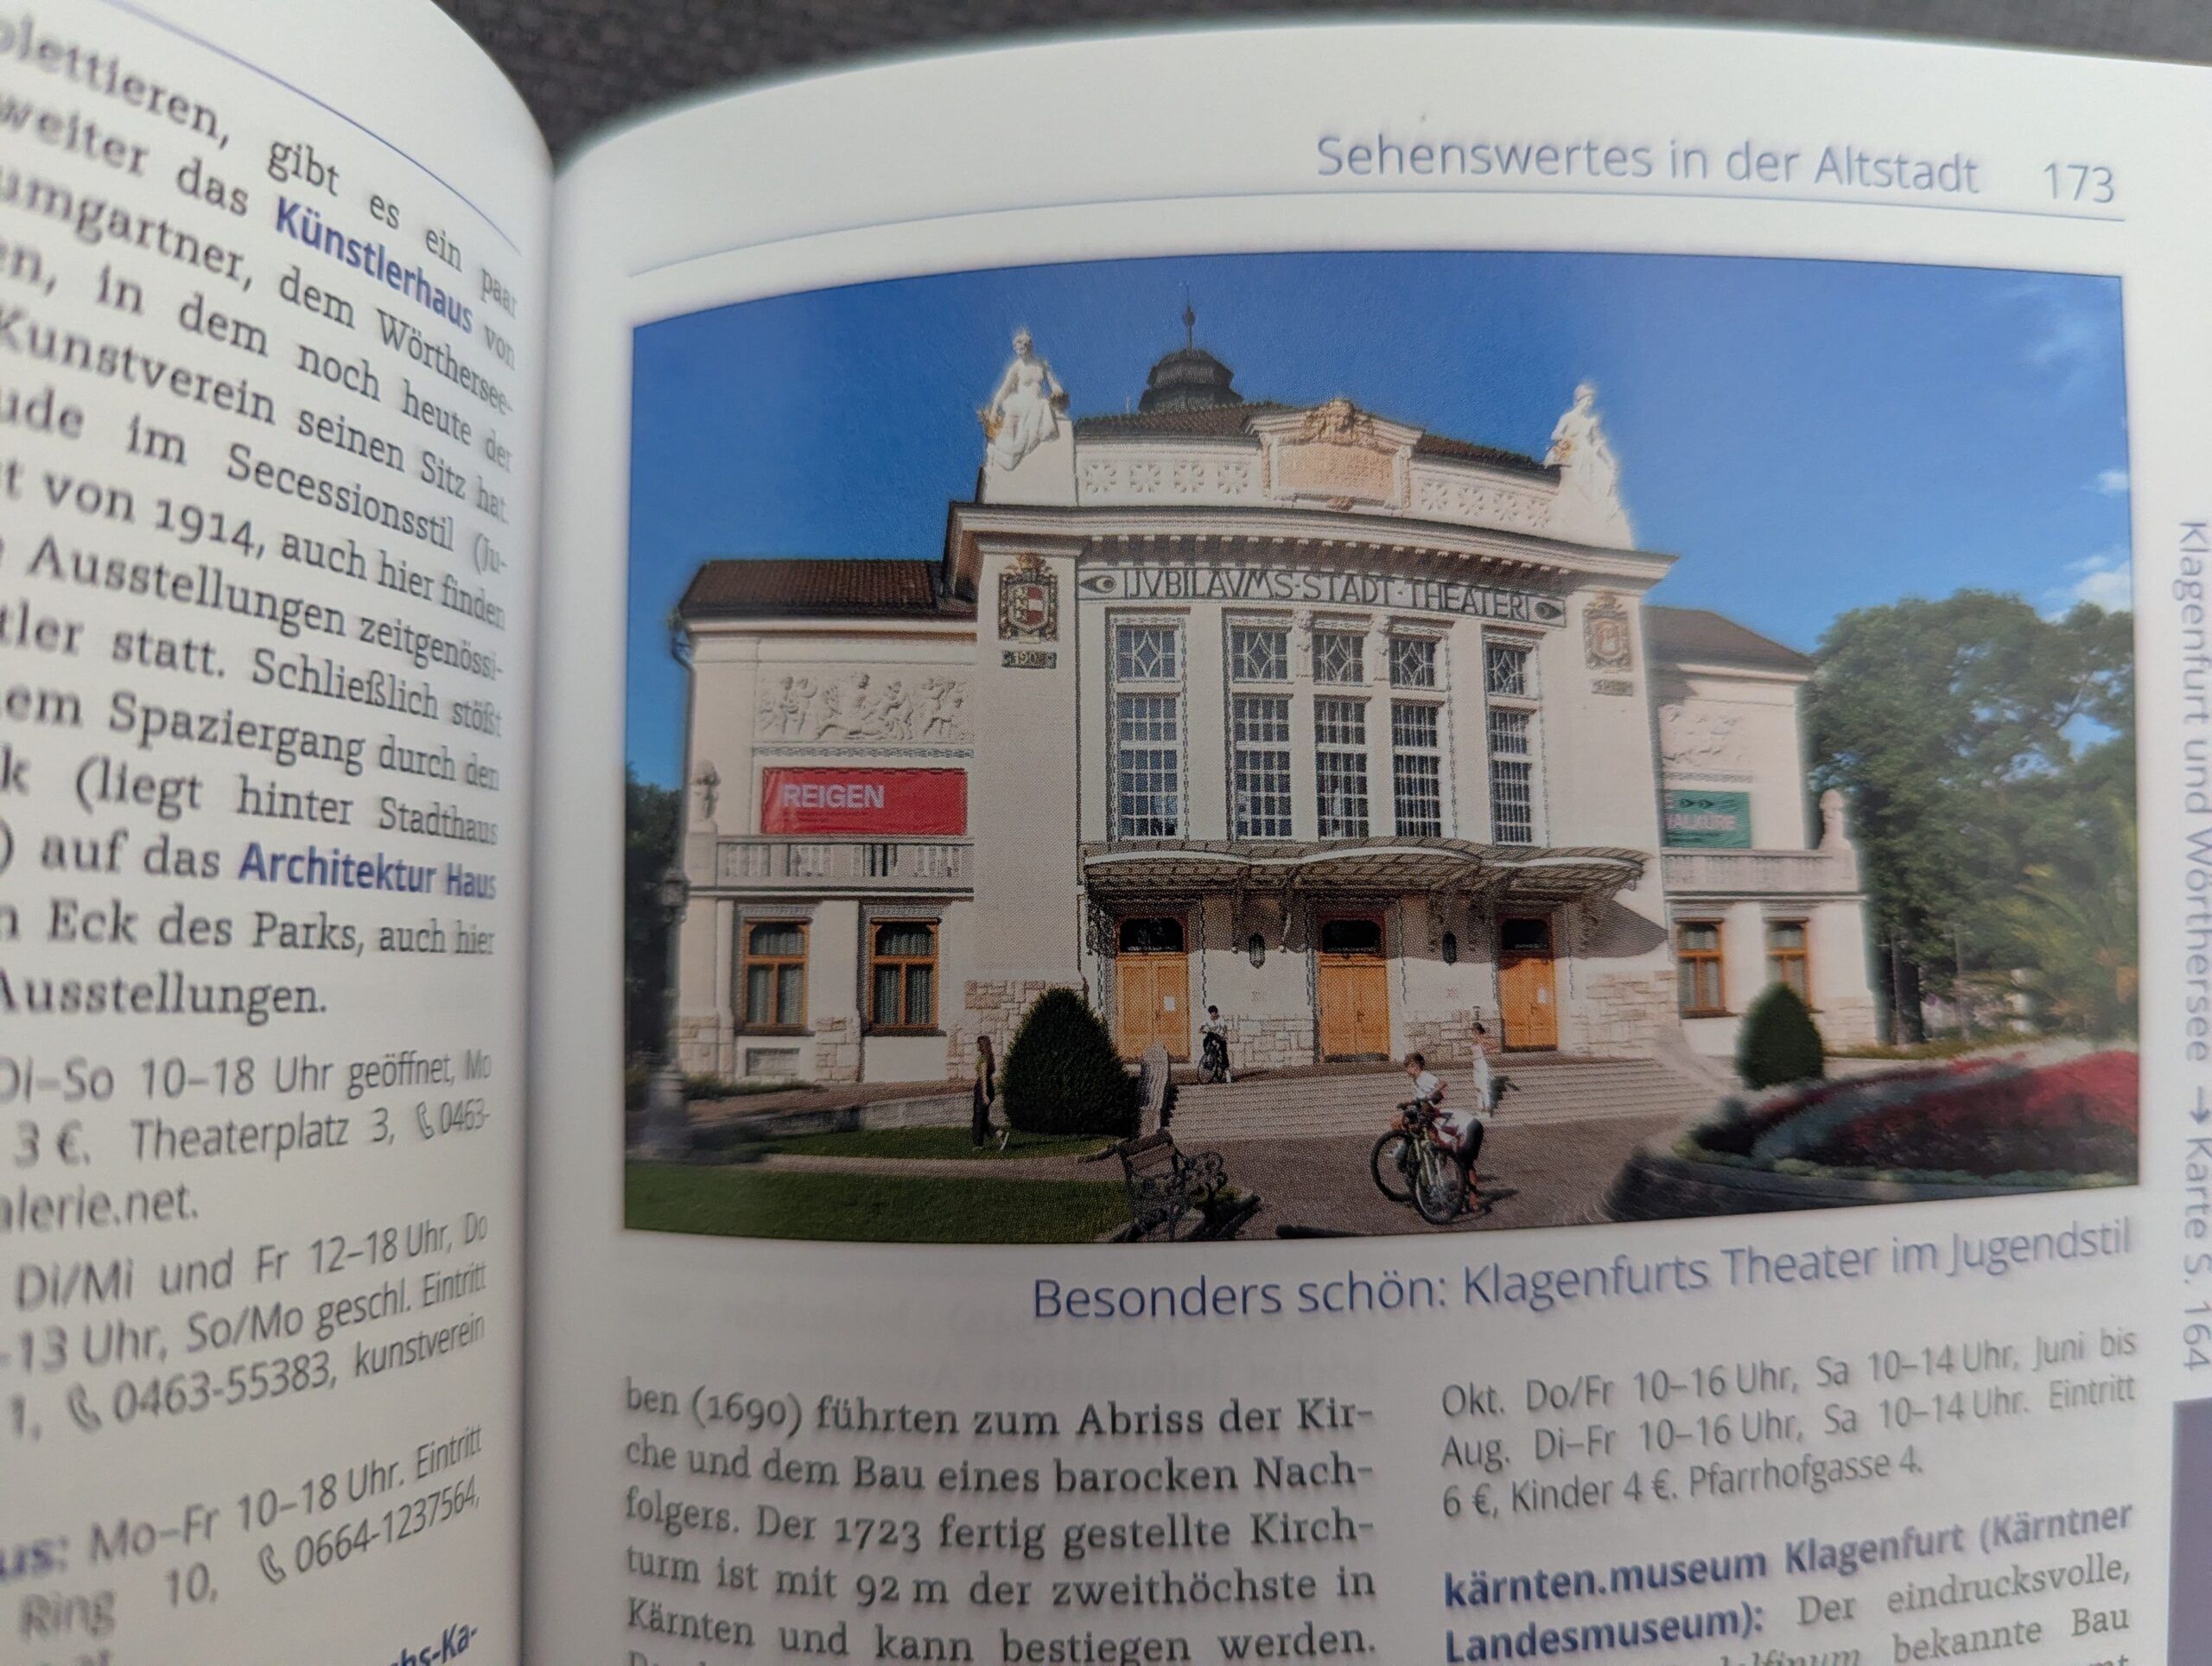 plettieren, gibt es ein paar
weiter das Künstlerhaus von
umgartner, dem Wörthersee-
en, in dem noch heute der
Kunstverein seinen Sitz hat.
ude im Secessionsstil (Ju-
t von 1914, auch hier finden
Ausstellungen zeitgenössi-
tler statt. Schließlich stößt
em Spaziergang durch den
k (liegt hinter Stadthaus
) auf das Architektur Haus
n Eck des Parks, auch hier
Ausstellungen.
Di–So 10–18 Uhr geöffnet, Mo
3 €. Theaterplatz 3, 0463-
alerie.net.
Di/Mi und Fr 12–18 Uhr, Do
–13 Uhr, So/Mo geschl. Eintritt
1, 0463-55383, kunstverein
us: Mo–Fr 10–18 Uhr. Eintritt
Ring 10, 0664-1237564,
hs-Ka-
Sehenswertes in der Altstadt 173
JVBILAVMS·STADT·THEATER
REIGEN
WALKÜRE
Besonders schön: Klagenfurts Theater im Jugendstil
ben (1690) führten zum Abriss der Kir-
che und dem Bau eines barocken Nach-
folgers. Der 1723 fertig gestellte Kirch-
turm ist mit 92 m der zweithöchste in
Kärnten und kann bestiegen werden.
Okt. Do/Fr 10–16 Uhr, Sa 10–14 Uhr, Juni bis
Aug. Di–Fr 10–16 Uhr, Sa 10–14 Uhr. Eintritt
6 €, Kinder 4 €. Pfarrhofgasse 4.
kärnten.museum Klagenfurt (Kärntner
Landesmuseum): Der eindrucksvolle,
bekannte Bau
Klagenfurt und Wörthersee → Karte S. 164